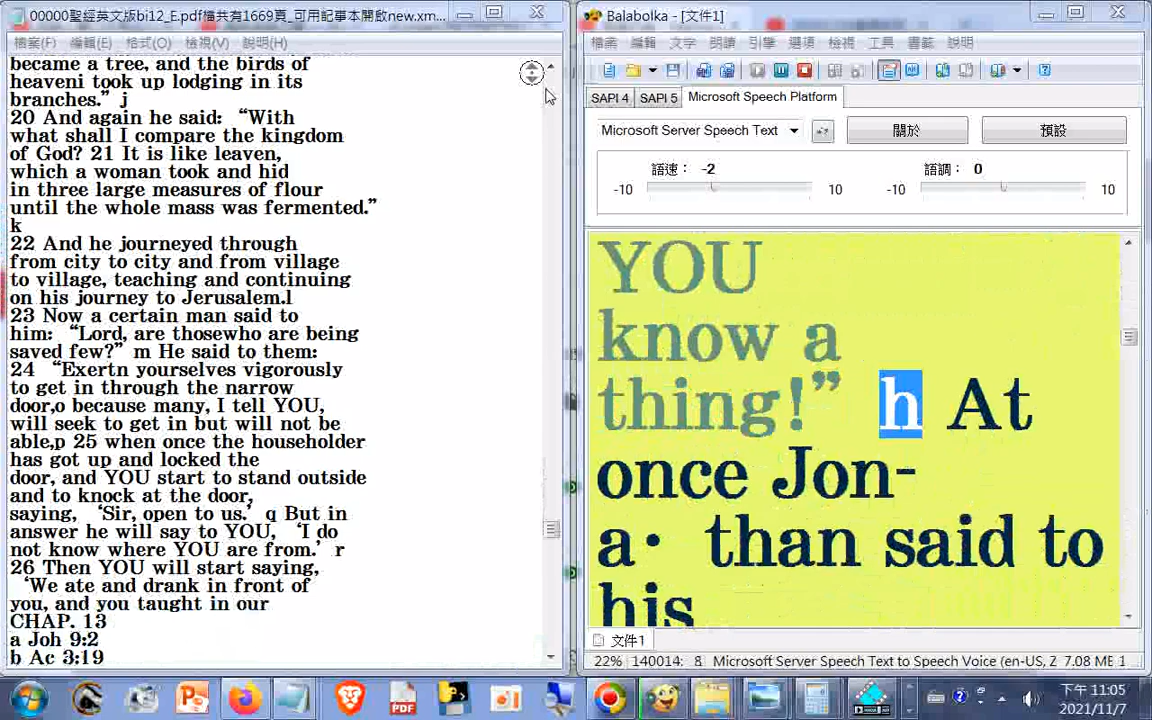 00000聖經英文版bi12_E.pdf檔共有1669頁_可用記事本開啟new.xm...
檔案(F) 編輯(E) 格式(O) 檢視(V) 說明(H)
became a tree, and the birds of
heaveni took up lodging in its
branches.” j
20 And again he said: “With
what shall I compare the kingdom
of God? 21 It is like leaven,
which a woman took and hid
in three large measures of flour
until the whole mass was fermented.”
k
22 And he journeyed through
from city to city and from village
to village, teaching and continuing
on his journey to Jerusalem.l
23 Now a certain man said to
him: “Lord, are thosewho are being
saved few?” m He said to them:
24 “Exertn yourselves vigorously
to get in through the narrow
door,o because many, I tell YOU,
will seek to get in but will not be
able,p 25 when once the householder
has got up and locked the
door, and YOU start to stand outside
and to knock at the door,
saying, ‘Sir, open to us.’ q But in
answer he will say to YOU, ‘I do
not know where YOU are from.’ r
26 Then YOU will start saying,
‘We ate and drank in front of
you, and you taught in our
CHAP. 13
a Joh 9:2
b Ac 3:19
Balabolka - [文件1]
檔案 編輯 文字 朗讀 引擎 選項 檢視 工具 書籤 說明
SAPI 4 SAPI 5 Microsoft Speech Platform
Microsoft Server Speech Text 關於 預設
語速： -2 語調： 0
-10 10 -10 10
YOU
know a
thing!” h At
once Jon-
a· than said to
his
文件1
22% 140014: 8 Microsoft Server Speech Text to Speech Voice (en-US, Z 7.08 ME 1
下午 11:05
2021/11/7